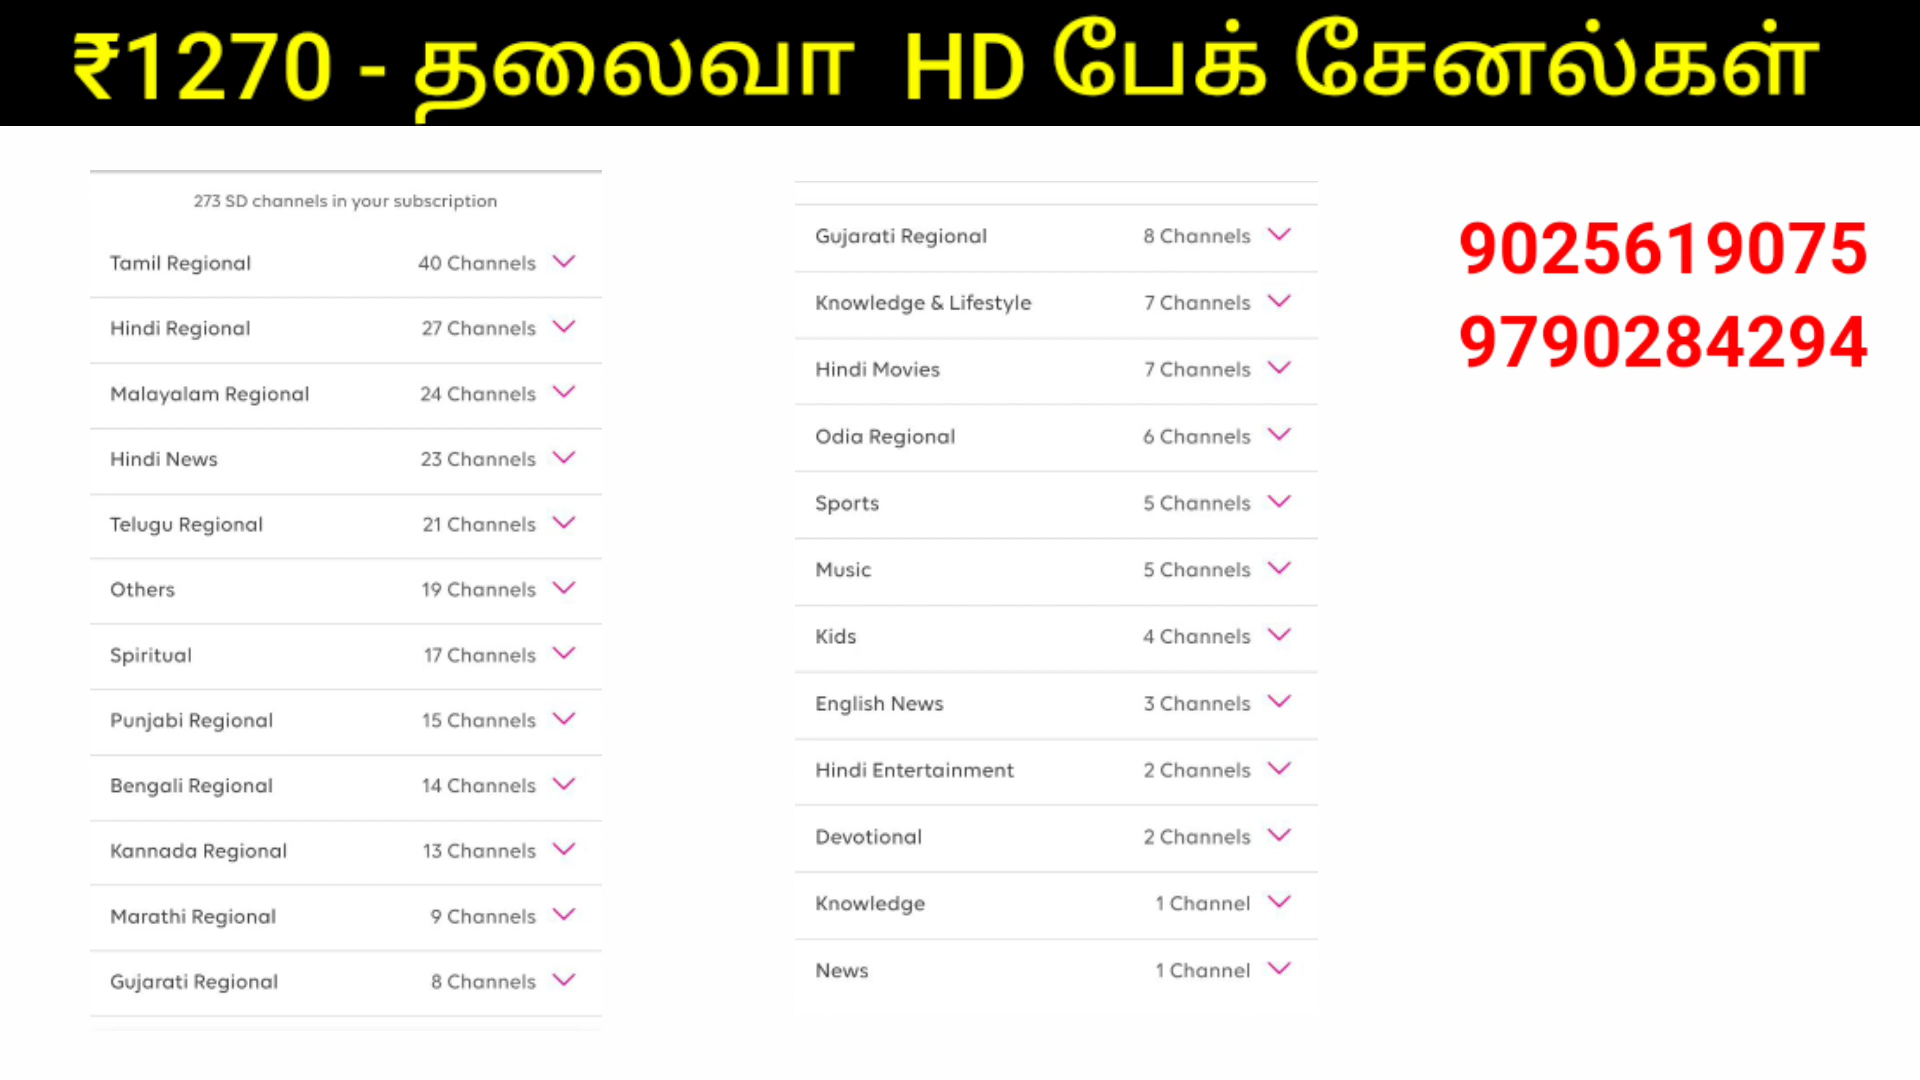 ₹1270 - தலைவா HD பேக் சேனல்கள்
273 SD channels in your subscription
Tamil Regional 40 Channels
Hindi Regional 27 Channels
Malayalam Regional 24 Channels
Hindi News 23 Channels
Telugu Regional 21 Channels
Others 19 Channels
Spiritual 17 Channels
Punjabi Regional 15 Channels
Bengali Regional 14 Channels
Kannada Regional 13 Channels
Marathi Regional 9 Channels
Gujarati Regional 8 Channels
Gujarati Regional 8 Channels
Knowledge & Lifestyle 7 Channels
Hindi Movies 7 Channels
Odia Regional 6 Channels
Sports 5 Channels
Music 5 Channels
Kids 4 Channels
English News 3 Channels
Hindi Entertainment 2 Channels
Devotional 2 Channels
Knowledge 1 Channel
News 1 Channel
9025619075
9790284294